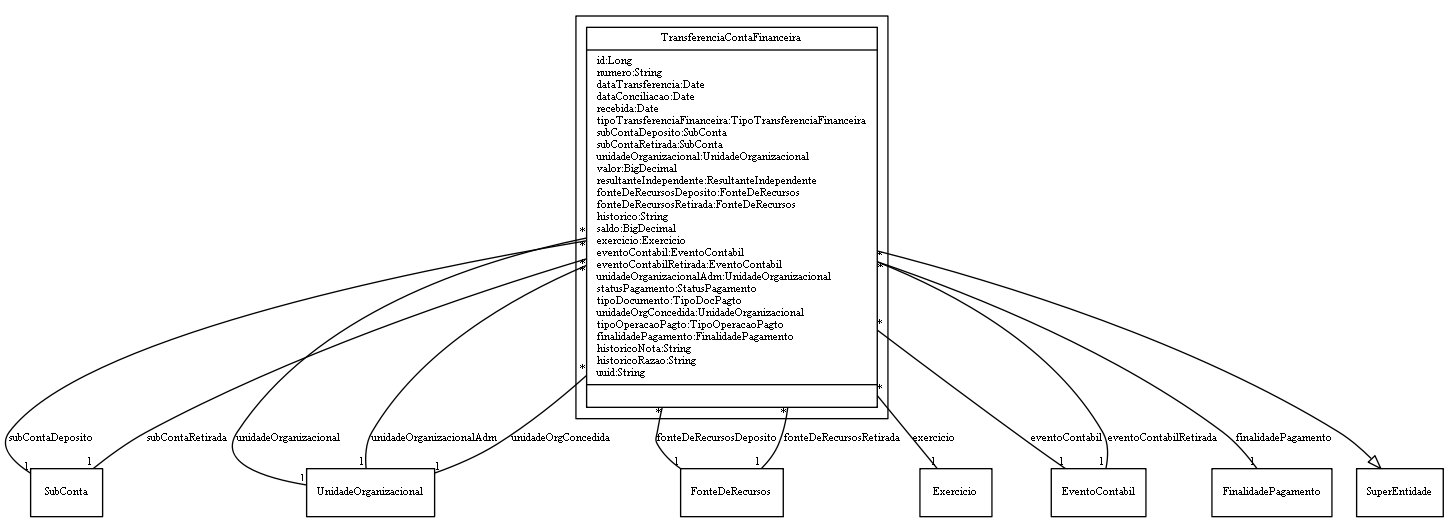 TransferenciaContaFinanceira
id:Long
numero:String
dataTransferencia:Date
dataConciliacao:Date
recebida:Date
tipoTransferenciaFinanceira:TipoTransferenciaFinanceira
subContaDeposito:SubConta
subContaRetirada:SubConta
unidadeOrganizacional:UnidadeOrganizacional
valor:BigDecimal
resultanteIndependente:ResultanteIndependente
fonteDeRecursosDeposito:FonteDeRecursos
fonteDeRecursosRetirada:FonteDeRecursos
historico:String
saldo:BigDecimal
exercicio:Exercicio
eventoContabil:EventoContabil
eventoContabilRetirada:EventoContabil
unidadeOrganizacionalAdm:UnidadeOrganizacional
statusPagamento:StatusPagamento
tipoDocumento:TipoDocPagto
unidadeOrgConcedida:UnidadeOrganizacional
tipoOperacaoPagto:TipoOperacaoPagto
finalidadePagamento:FinalidadePagamento
historicoNota:String
historicoRazao:String
uuid:String
* * * * * * * * * * * *
subContaDeposito subContaRetirada unidadeOrganizacional unidadeOrganizacionalAdm unidadeOrgConcedida fonteDeRecursosDeposito fonteDeRecursosRetirada exercicio eventoContabil eventoContabilRetirada finalidadePagamento
1 1 1 1 1 1 1 1 1 1 1
SubConta UnidadeOrganizacional FonteDeRecursos Exercicio EventoContabil FinalidadePagamento SuperEntidade